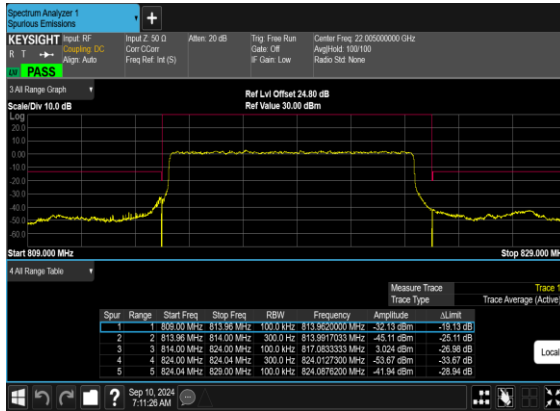 Spectrum Analyzer 1
Spurious Emissions
KEYSIGHT Input: RF Input Z: 50 Ω Atten: 20 dB Trig: Free Run Center Freq: 22.005000000 GHz
R T Coupling: DC Corr CCorr Gate: Off Avg|Hold: 100/100
Align: Auto Freq Ref: Int (S) IF Gain: Low Radio Std: None
PASS
3 All Range Graph
Ref Lvl Offset 24.80 dB
Scale/Div 10.0 dB Ref Value 30.00 dBm
Log
20.0
10.0
0.00
-10.0
-20.0
-30.0
-40.0
-50.0
-60.0
Start 809.000 MHz Stop 829.000 MH
4 All Range Table
Measure Trace Trace 1
Trace Type Trace Average (Active)
Spur Range Start Freq Stop Freq RBW Frequency Amplitude ΔLimit
1 1 809.00 MHz 813.96 MHz 100.0 kHz 813.9620000 MHz -32.13 dBm -19.13 dB
2 2 813.96 MHz 814.00 MHz 300.0 Hz 813.9917033 MHz -45.11 dBm -25.11 dB
3 3 814.00 MHz 824.00 MHz 100.0 kHz 817.0833333 MHz 3.024 dBm -26.98 dB
4 4 824.00 MHz 824.04 MHz 300.0 Hz 824.0127300 MHz -53.67 dBm -33.67 dB
5 5 824.04 MHz 829.00 MHz 100.0 kHz 824.0876200 MHz -41.94 dBm -28.94 dB
Local
Sep 10, 2024
7:11:26 AM